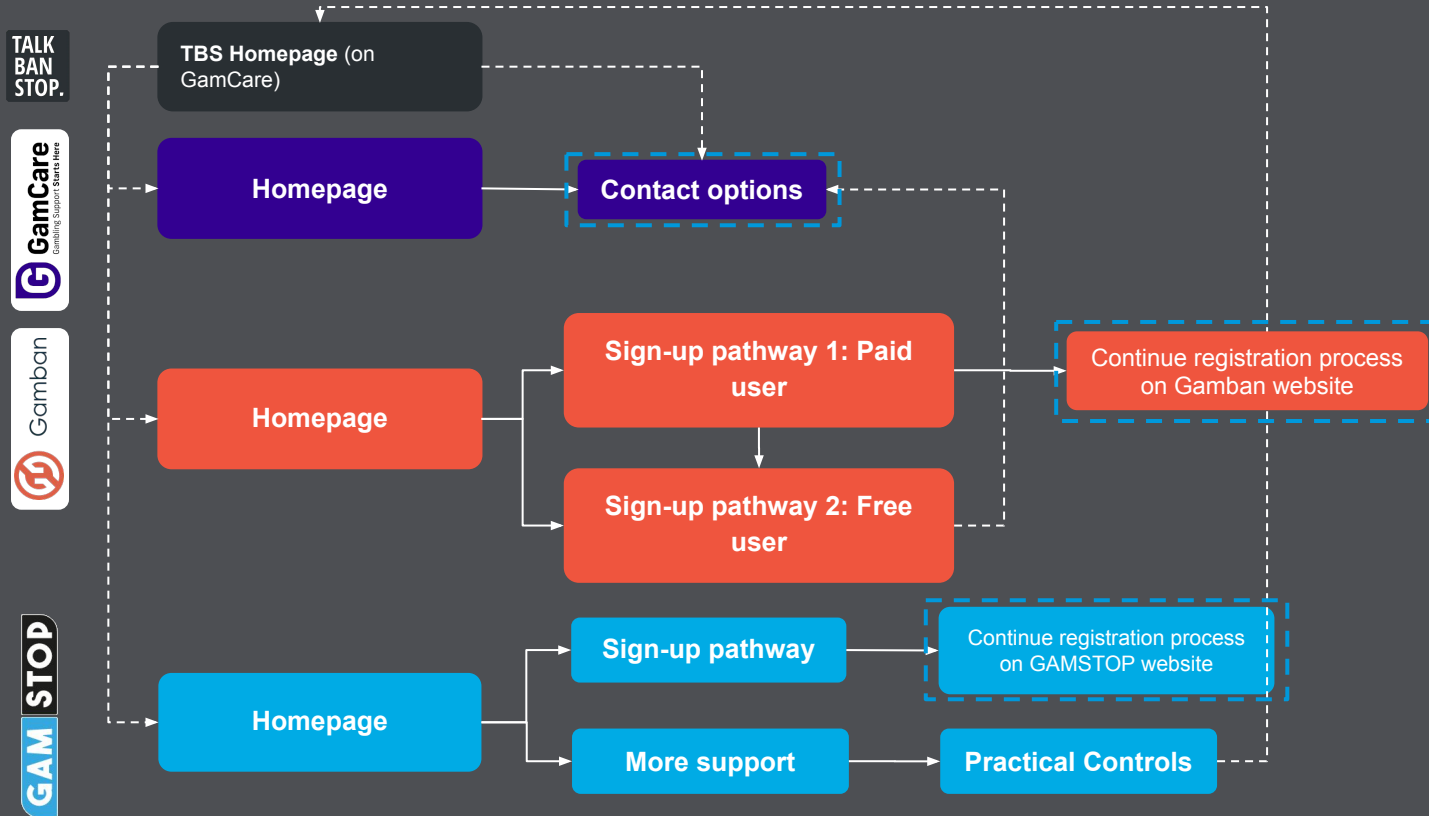 TALK
BAN
STOP.
TBS Homepage (on
GamCare)
GamCare
Gambling Support Starts Here
Homepage
Contact options
Gamban
Homepage
Sign-up pathway 1: Paid
user
Continue registration process
on Gamban website
Sign-up pathway 2: Free
user
GAMSTOP
Homepage
Sign-up pathway
Continue registration process
on GAMSTOP website
More support
Practical Controls